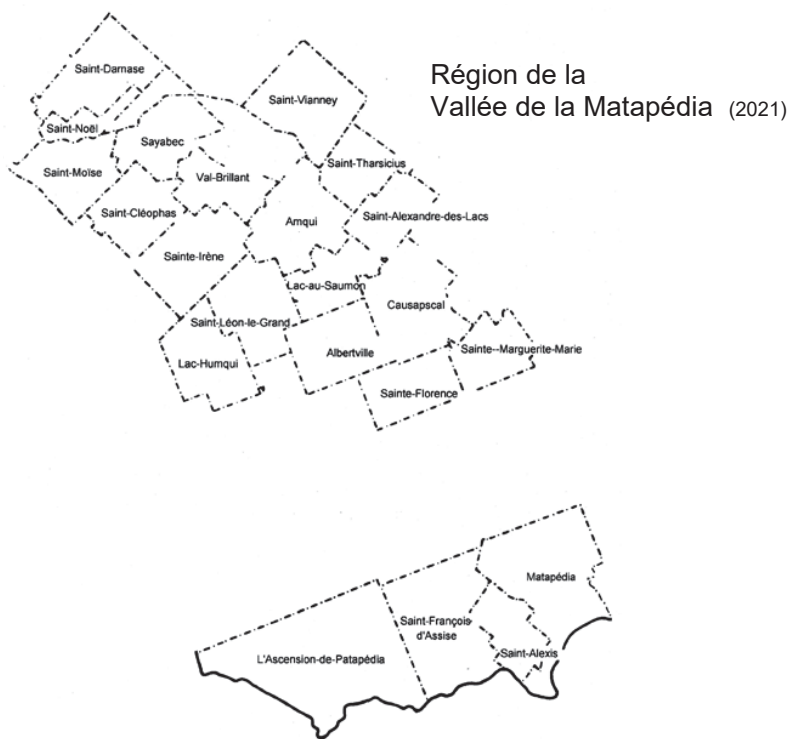 Région de la
Vallée de la Matapédia (2021)
Saint-Damase
Saint-Vianney
Saint-Noël
Sayabec
Saint-Moïse
Val-Brillant
Saint-Tharsicius
Saint-Cléophas
Amqui
Saint-Alexandre-des-Lacs
Sainte-Irène
Lac-au-Saumon
Causapscal
Saint-Léon-le-Grand
Albertville
Sainte--Marguerite-Marie
Lac-Humqui
Sainte-Florence
Matapédia
Saint-François
d'Assise
L'Ascension-de-Patapédia
Saint-Alexis